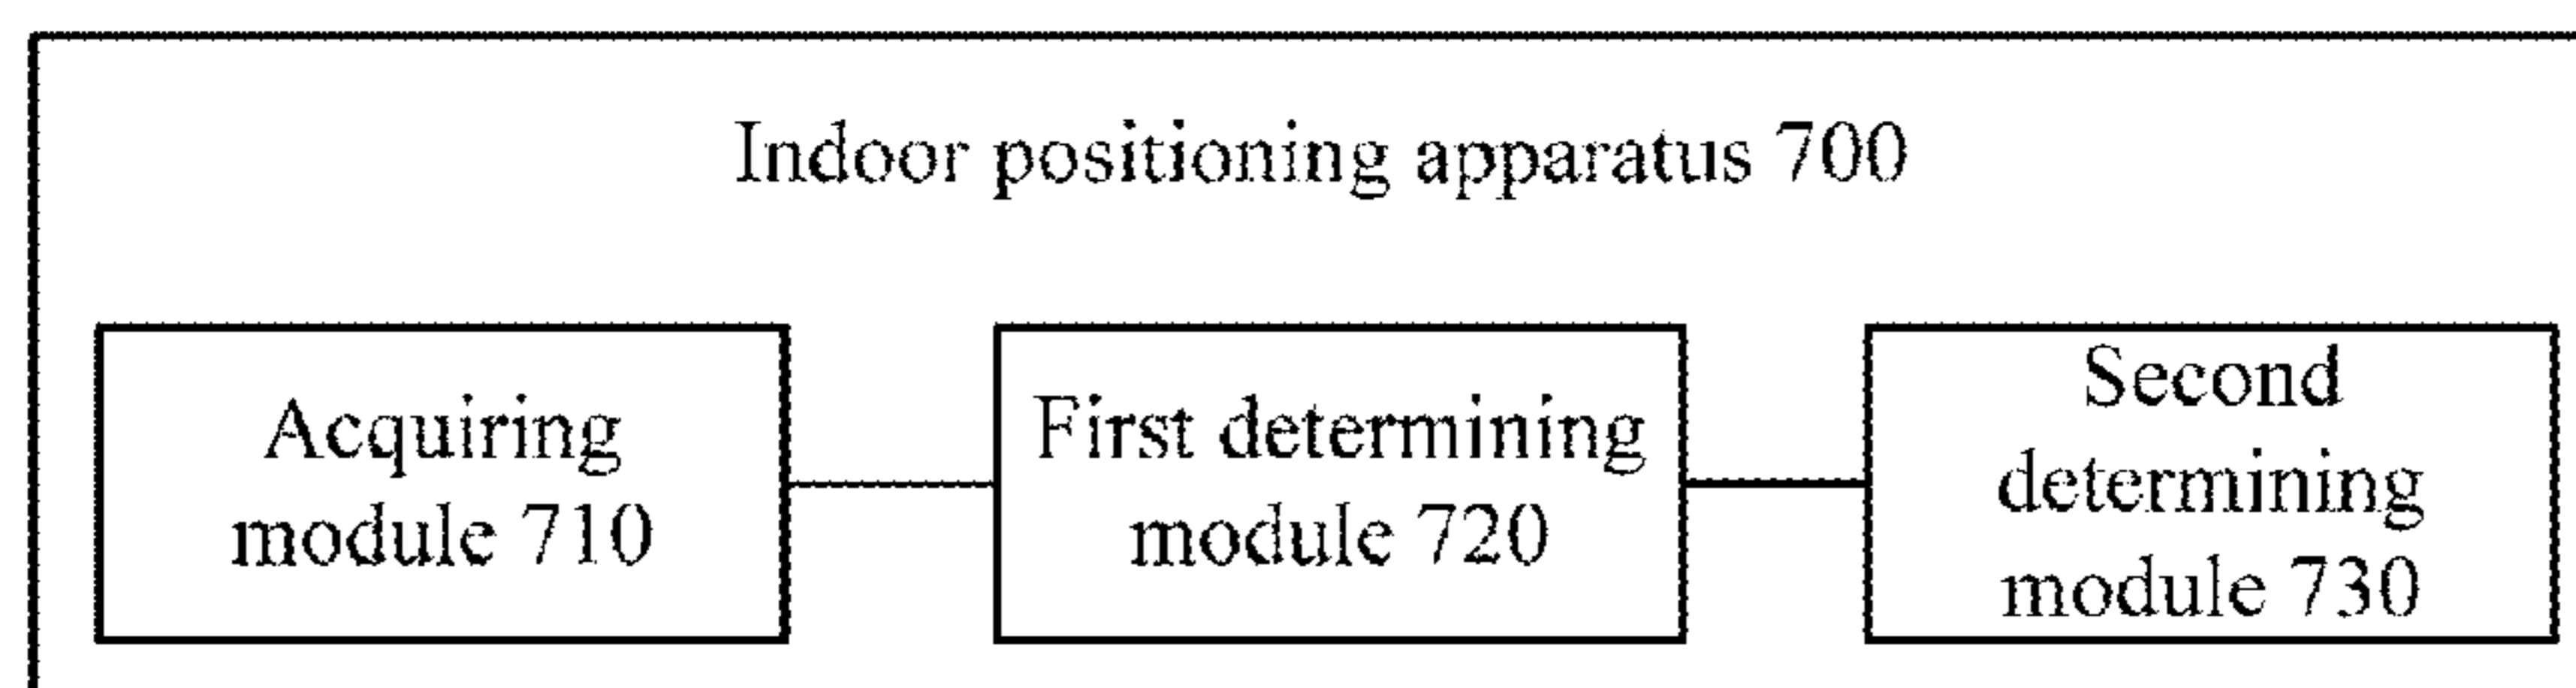 Indoor positioning apparatus 700
Acquiring
module 710
First determining
module 720
Second
determining
module 730